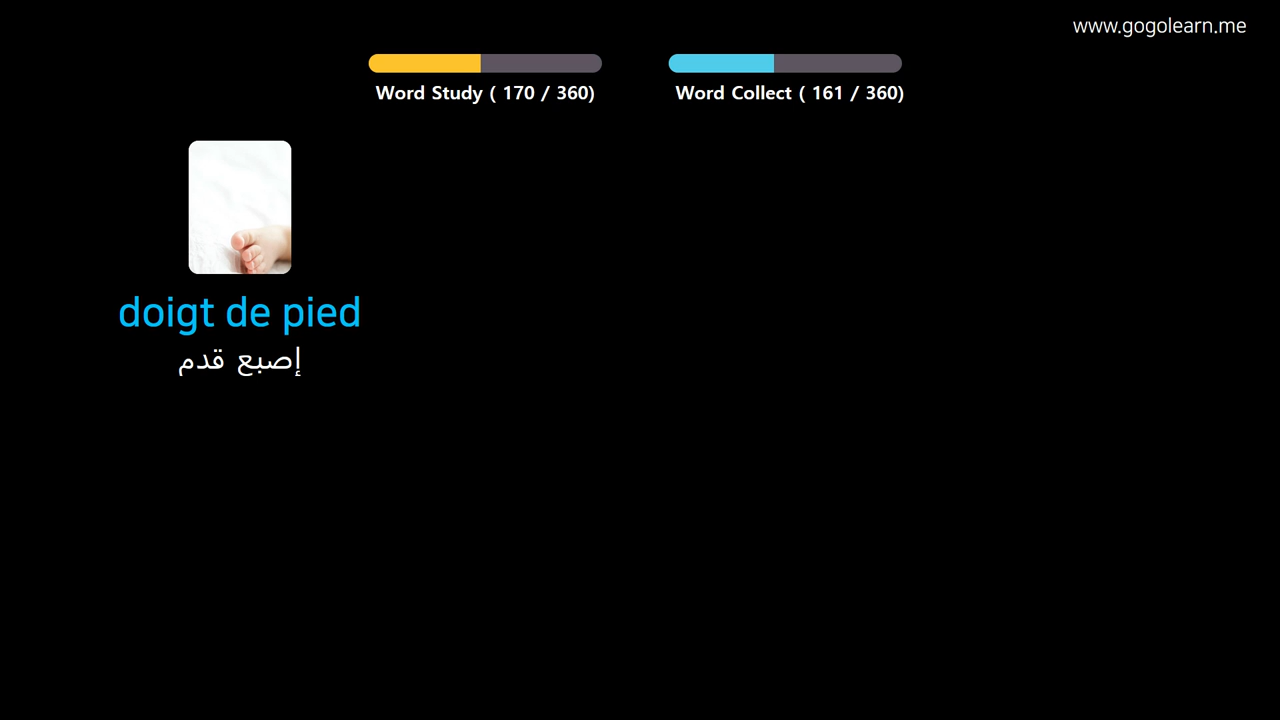 www.gogolearn.me
Word Study ( 170 / 360)
Word Collect ( 161 / 360)
doigt de pied
إصبع قدم